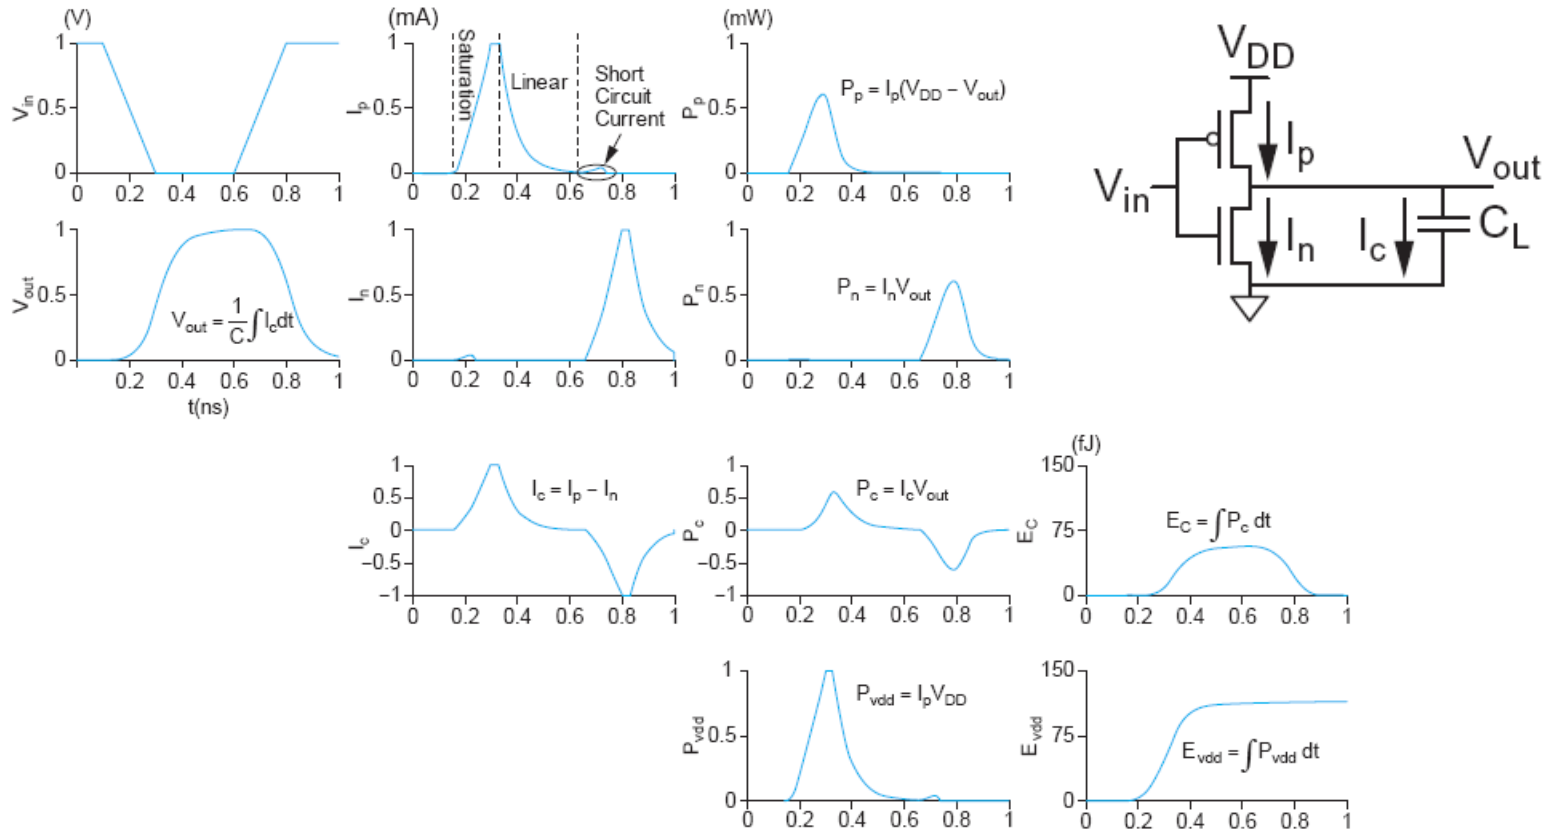 (V)
1
V_in 0.5
0
0 0.2 0.4 0.6 0.8 1
(mA)
1
I_p 0.5
0
0 0.2 0.4 0.6 0.8 1
Saturation
Linear
Short
Circuit
Current
(mW)
1
P_p 0.5
0
0 0.2 0.4 0.6 0.8 1
P_p = I_p(V_DD – V_out)
V_DD
I_p
V_in
V_out
I_n
I_c
C_L
1
V_out 0.5
0
0 0.2 0.4 0.6 0.8 1
t(ns)
V_out = 1/C ∫ I_c dt
1
I_n 0.5
0
0 0.2 0.4 0.6 0.8 1
1
P_n 0.5
0
0 0.2 0.4 0.6 0.8 1
P_n = I_n V_out
1
0.5
0
I_c –0.5
–1
0 0.2 0.4 0.6 0.8 1
I_c = I_p – I_n
1
0.5
0
P_c –0.5
–1
0 0.2 0.4 0.6 0.8 1
P_c = I_c V_out
(fJ)
150
E_C 75
0
0 0.2 0.4 0.6 0.8 1
E_C = ∫ P_c dt
1
P_vdd 0.5
0
0 0.2 0.4 0.6 0.8 1
P_vdd = I_p V_DD
150
E_vdd 75
0
0 0.2 0.4 0.6 0.8 1
E_vdd = ∫ P_vdd dt